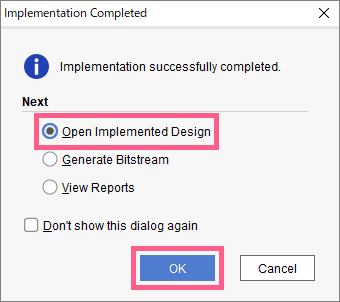 Implementation Completed
Implementation successfully completed.
Next
Open Implemented Design
Generate Bitstream
View Reports
Don't show this dialog again
OK
Cancel